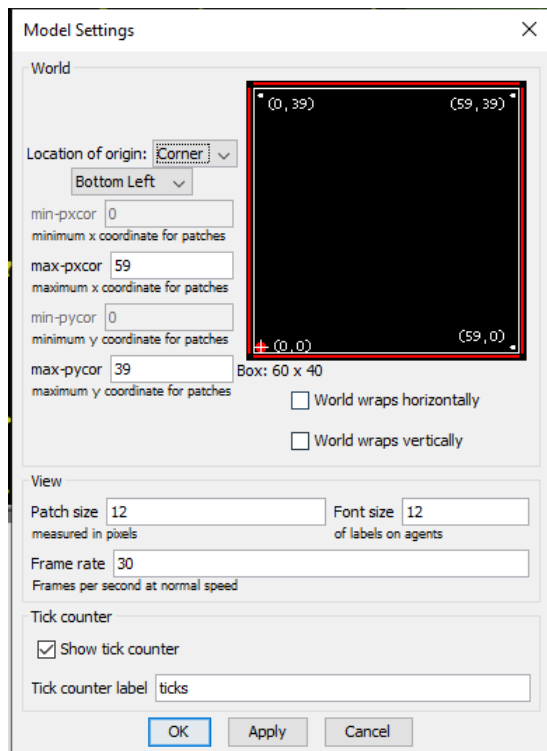 Model Settings
World
(0,39) (59,39)
Location of origin: Corner
Bottom Left
min-pxcor 0
minimum x coordinate for patches
max-pxcor 59
maximum x coordinate for patches
min-pycor 0
minimum y coordinate for patches
(0,0) (59,0)
max-pycor 39 Box: 60 x 40
maximum y coordinate for patches
World wraps horizontally
World wraps vertically
View
Patch size 12 Font size 12
measured in pixels of labels on agents
Frame rate 30
Frames per second at normal speed
Tick counter
Show tick counter
Tick counter label ticks
OK Apply Cancel